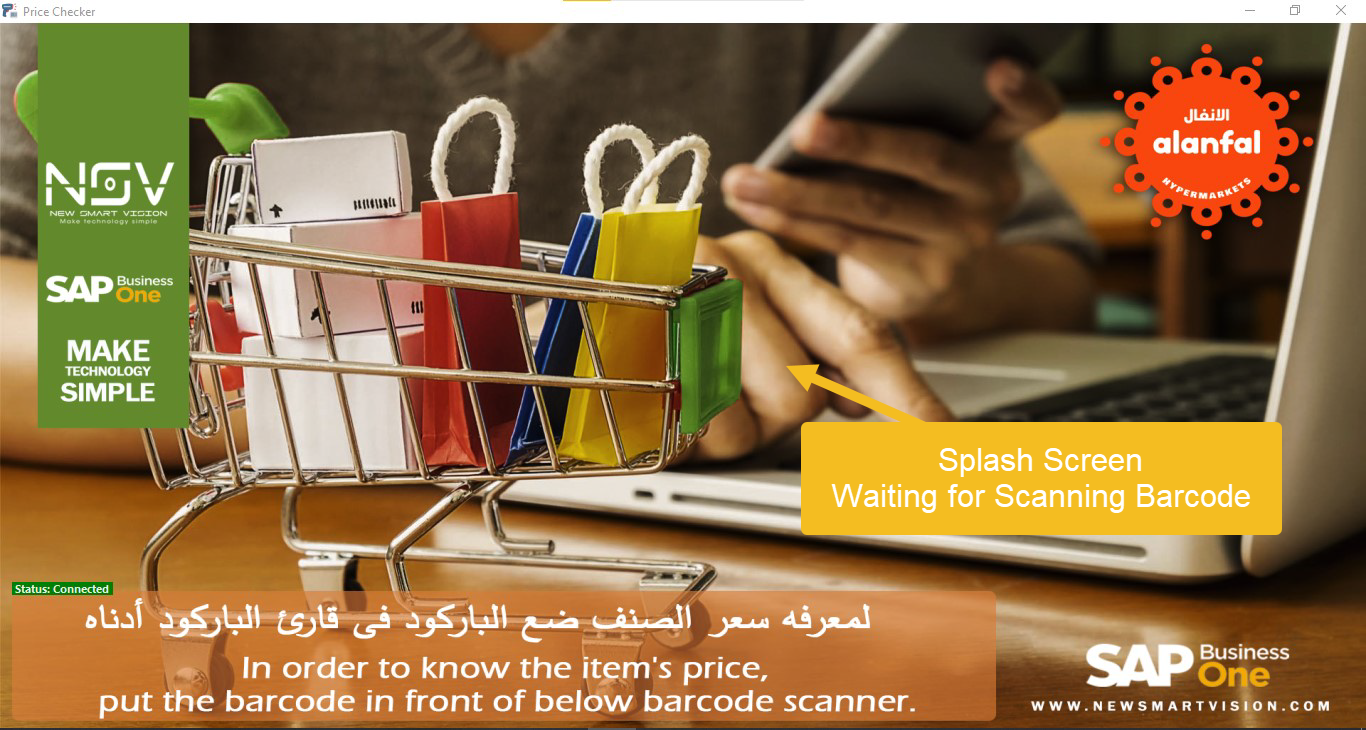 Price Checker
NSV
NEW SMART VISION
Make technology simple
SAP Business
One
MAKE
TECHNOLOGY
SIMPLE
الانفال
alanfal
HYPERMARKETS
Splash Screen
Waiting for Scanning Barcode
Status: Connected
لمعرفه سعر الصنف ضع الباركود فى قارئ الباركود أدناه
In order to know the item's price,
put the barcode in front of below barcode scanner.
SAP Business
One
WWW.NEWSMARTVISION.COM